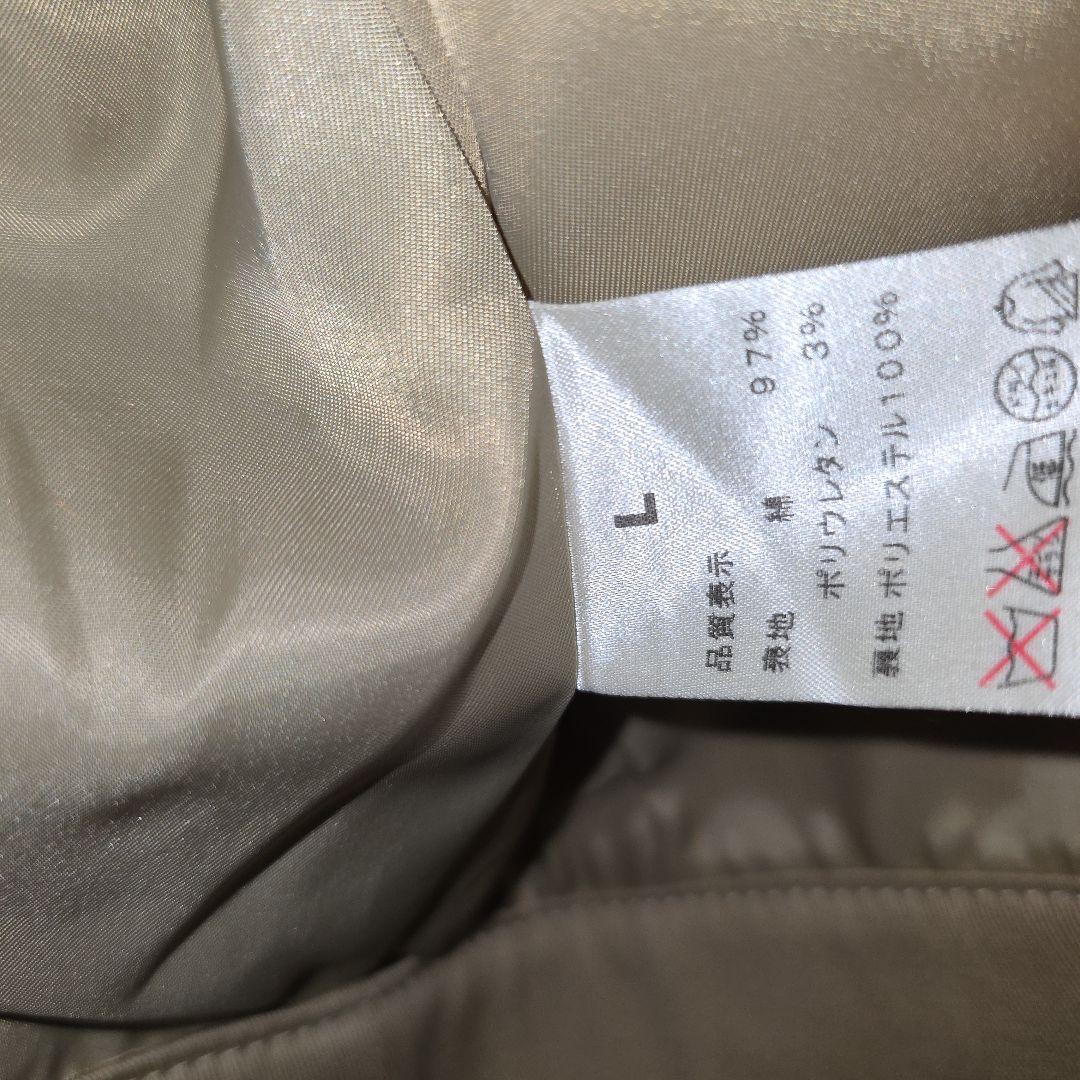 L
品質表示
表地 綿 97%
ポリウレタン 3%
裏地 ポリエステル100%